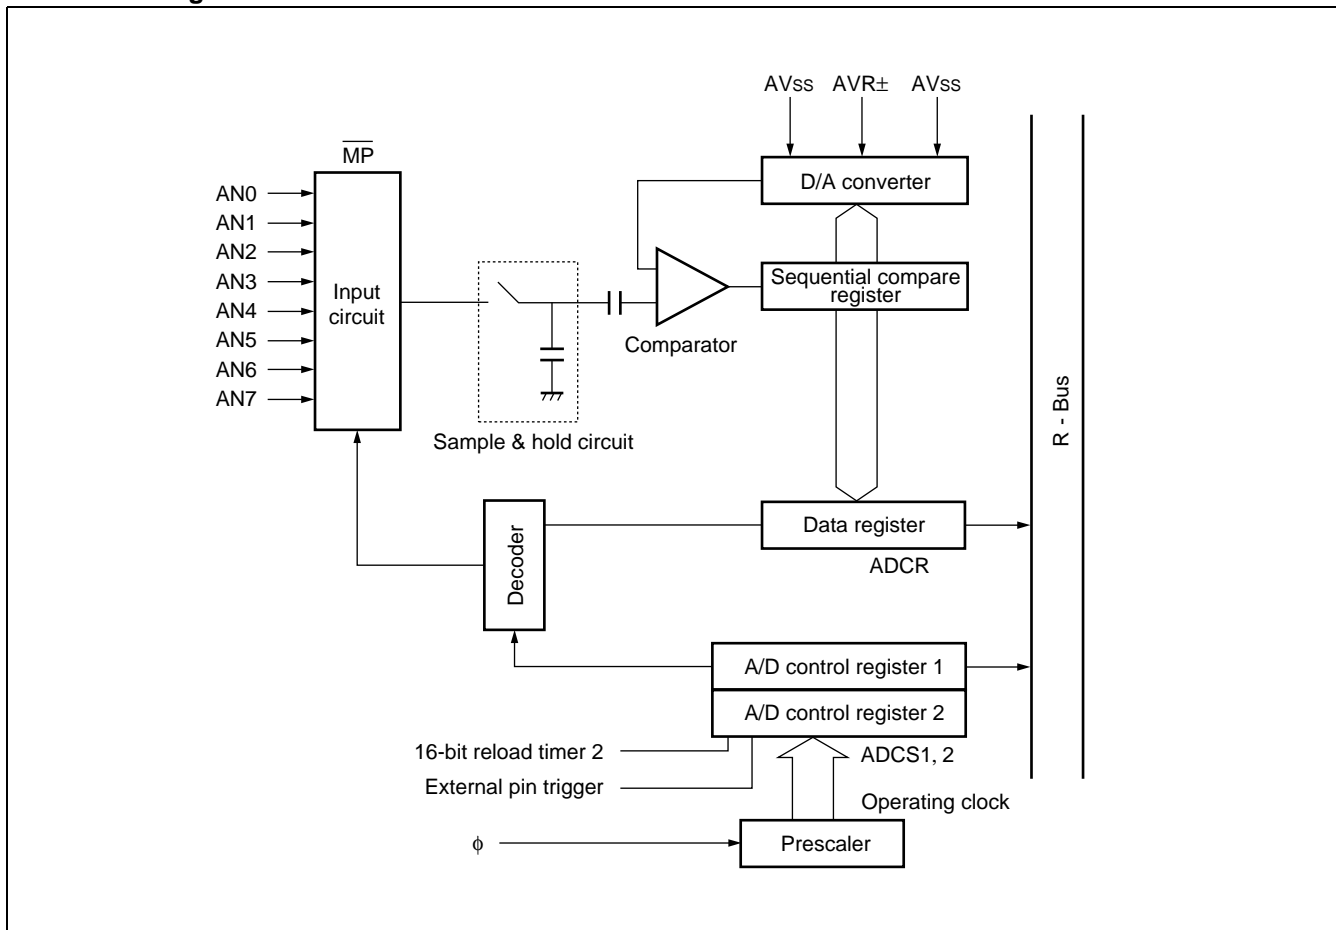 AVSS AVR± AVSS
MP
D/A converter
AN0
AN1
AN2
AN3
AN4
AN5
AN6
AN7
Input
circuit
Sequential compare
register
Comparator
Sample & hold circuit
R - Bus
Decoder
Data register
ADCR
A/D control register 1
A/D control register 2
16-bit reload timer 2
ADCS1, 2
External pin trigger
Operating clock
ϕ
Prescaler